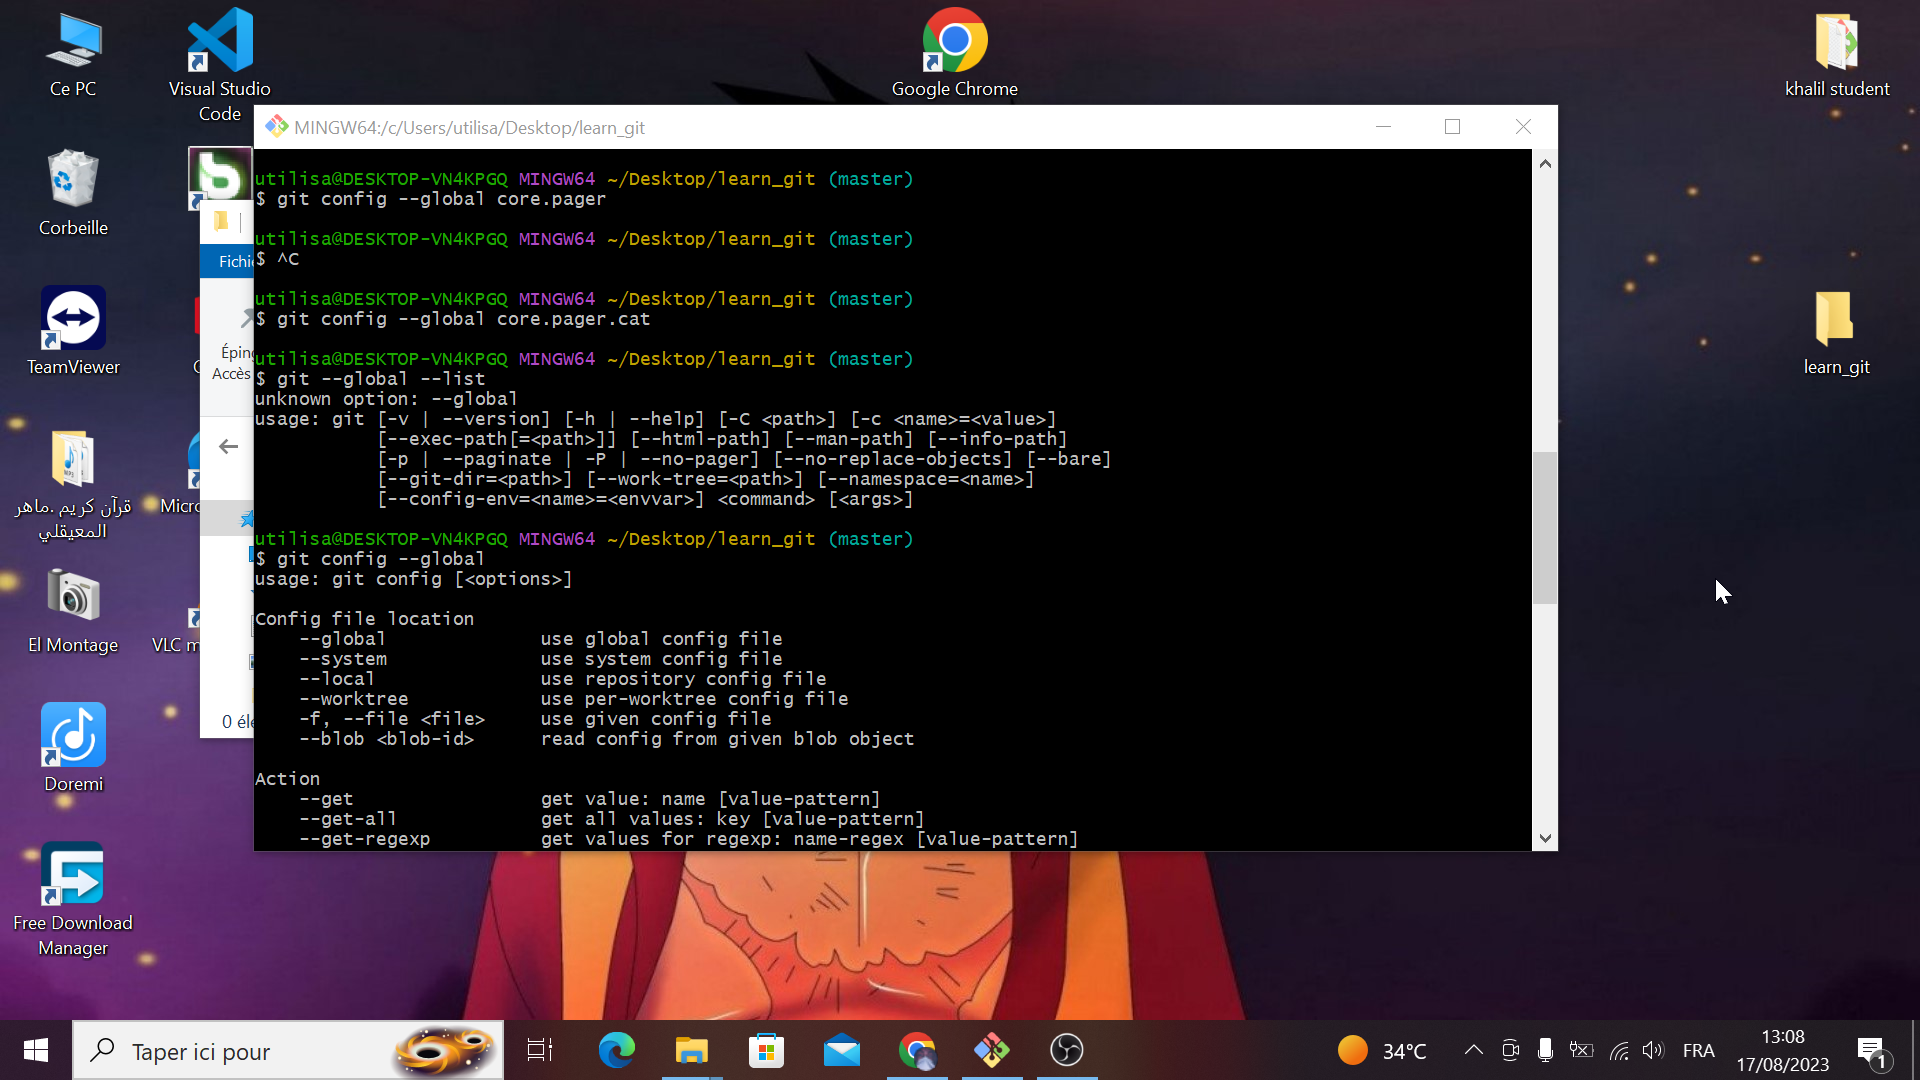 Ce PC
Visual Studio
Code
Google Chrome
khalil student
Corbeille
TeamViewer
قرآن كريم .ماهر
المعيقلي
El Montage
Doremi
Free Download
Manager
learn_git
Fichi
Épin
Accès
Micro
VLC m
0 élé
MINGW64:/c/Users/utilisa/Desktop/learn_git
utilisa@DESKTOP-VN4KPGQ MINGW64 ~/Desktop/learn_git (master)
$ git config --global core.pager
utilisa@DESKTOP-VN4KPGQ MINGW64 ~/Desktop/learn_git (master)
$ ^C
utilisa@DESKTOP-VN4KPGQ MINGW64 ~/Desktop/learn_git (master)
$ git config --global core.pager.cat
utilisa@DESKTOP-VN4KPGQ MINGW64 ~/Desktop/learn_git (master)
$ git --global --list
unknown option: --global
usage: git [-v | --version] [-h | --help] [-C <path>] [-c <name>=<value>]
[--exec-path[=<path>]] [--html-path] [--man-path] [--info-path]
[-p | --paginate | -P | --no-pager] [--no-replace-objects] [--bare]
[--git-dir=<path>] [--work-tree=<path>] [--namespace=<name>]
[--config-env=<name>=<envvar>] <command> [<args>]
utilisa@DESKTOP-VN4KPGQ MINGW64 ~/Desktop/learn_git (master)
$ git config --global
usage: git config [<options>]
Config file location
--global use global config file
--system use system config file
--local use repository config file
--worktree use per-worktree config file
-f, --file <file> use given config file
--blob <blob-id> read config from given blob object
Action
--get get value: name [value-pattern]
--get-all get all values: key [value-pattern]
--get-regexp get values for regexp: name-regex [value-pattern]
Taper ici pour
34°C
FRA
13:08
17/08/2023
1